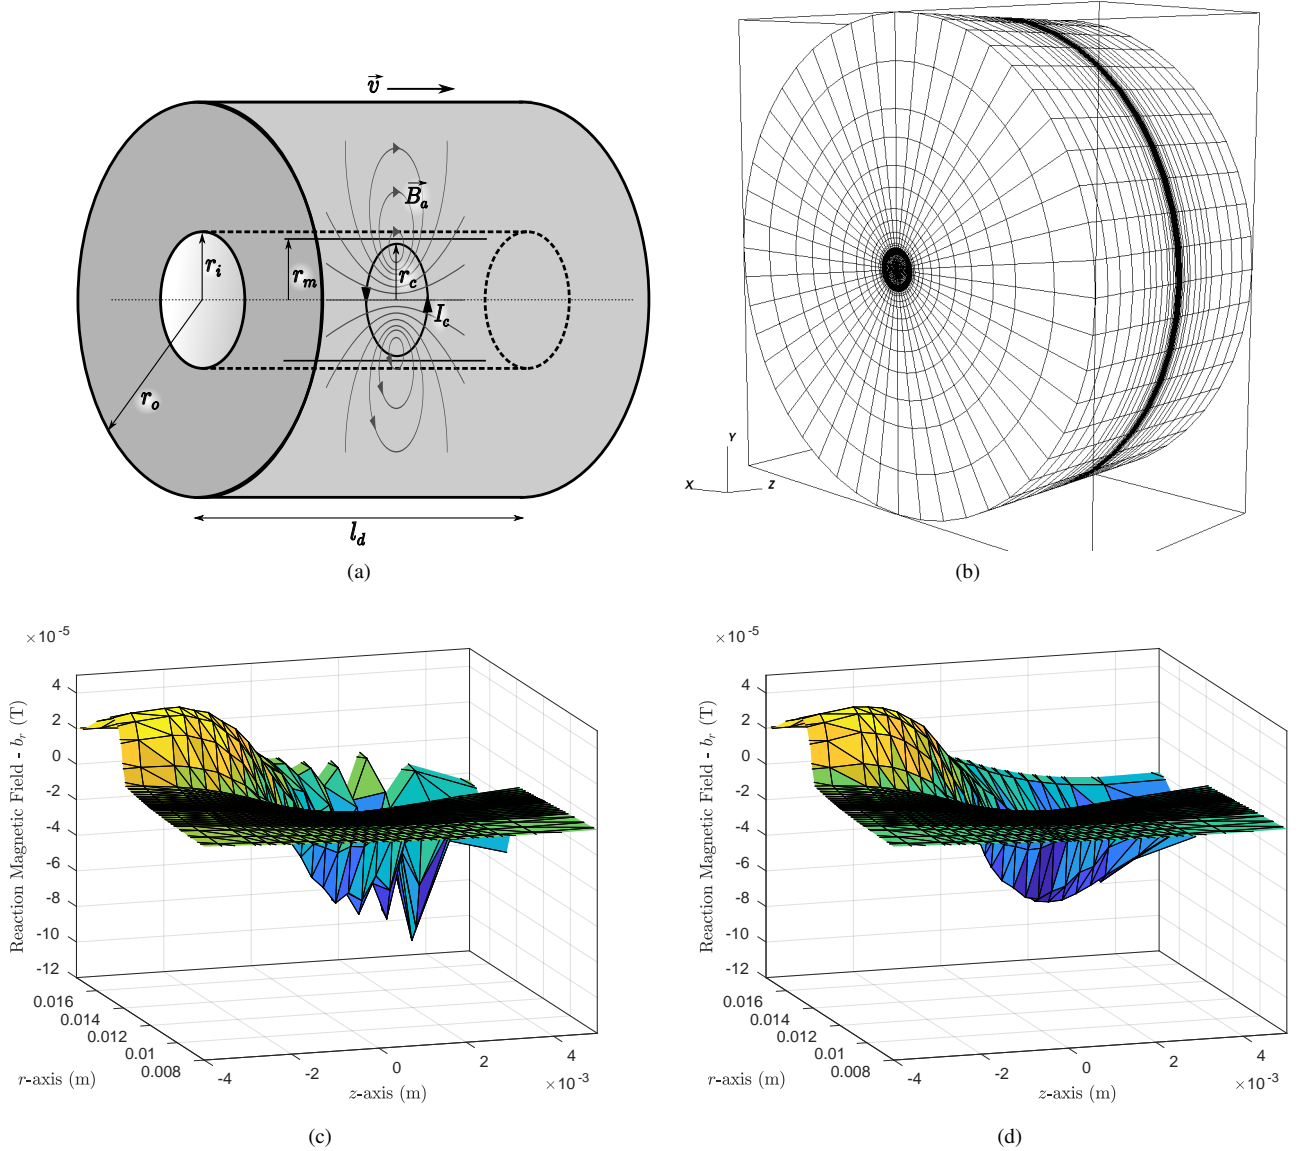 v⃗
B⃗ₐ
r_i
r_m
r_c
I_c
r_o
l_d
(a)
Y
X
Z
(b)
×10⁻⁵
4
2
0
-2
-4
-6
-8
-10
-12
Reaction Magnetic Field - b_r (T)
0.016
0.014
0.012
0.01
0.008
r-axis (m)
-4
-2
0
2
4
×10⁻³
z-axis (m)
(c)
×10⁻⁵
4
2
0
-2
-4
-6
-8
-10
-12
Reaction Magnetic Field - b_r (T)
0.016
0.014
0.012
0.01
0.008
r-axis (m)
-4
-2
0
2
4
×10⁻³
z-axis (m)
(d)